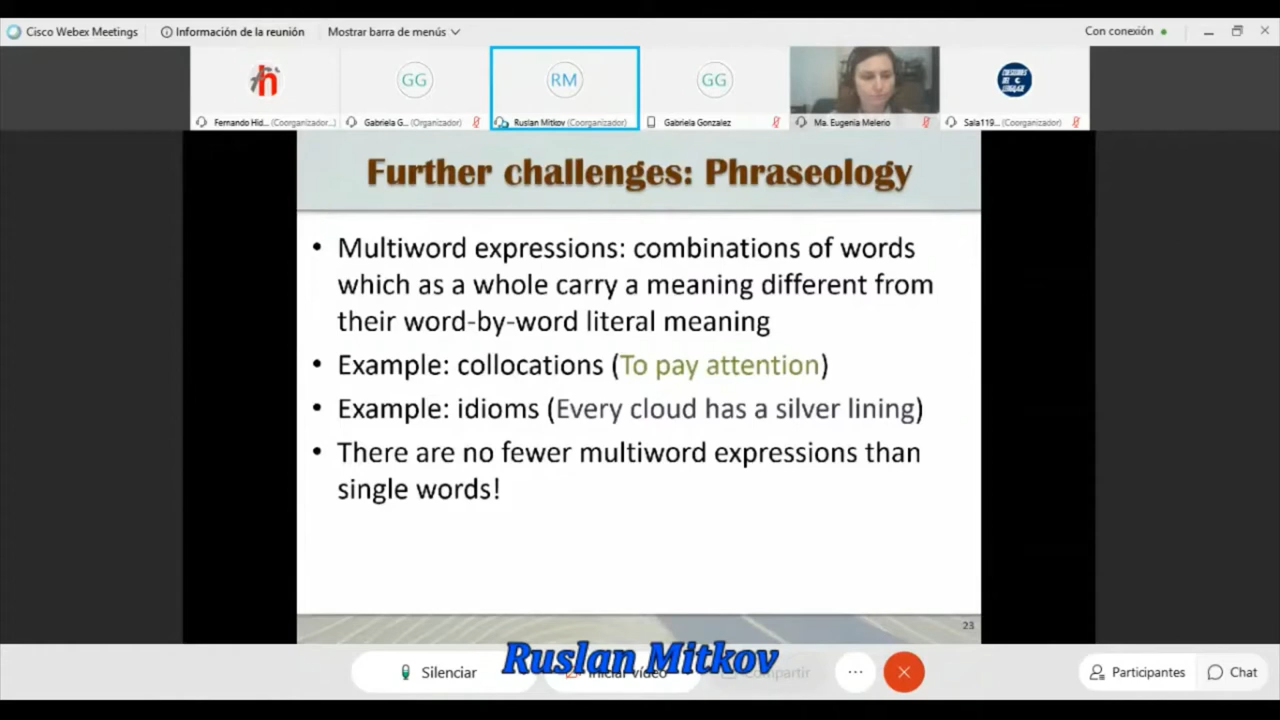 Cisco Webex Meetings
Información de la reunión
Mostrar barra de menús
Con conexión
h
GG
RM
GG
Fernando Hid... (Coorganizador...)
Gabriela G... (Organizador)
Ruslan Mitkov (Coorganizador)
Gabriela Gonzalez
Ma. Eugenia Melerio
Sala119... (Coorganizador)
Further challenges: Phraseology
• Multiword expressions: combinations of words
which as a whole carry a meaning different from
their word-by-word literal meaning
• Example: collocations (To pay attention)
• Example: idioms (Every cloud has a silver lining)
• There are no fewer multiword expressions than
single words!
23
Ruslan Mitkov
Silenciar
Iniciar vídeo
Compartir
Participantes
Chat